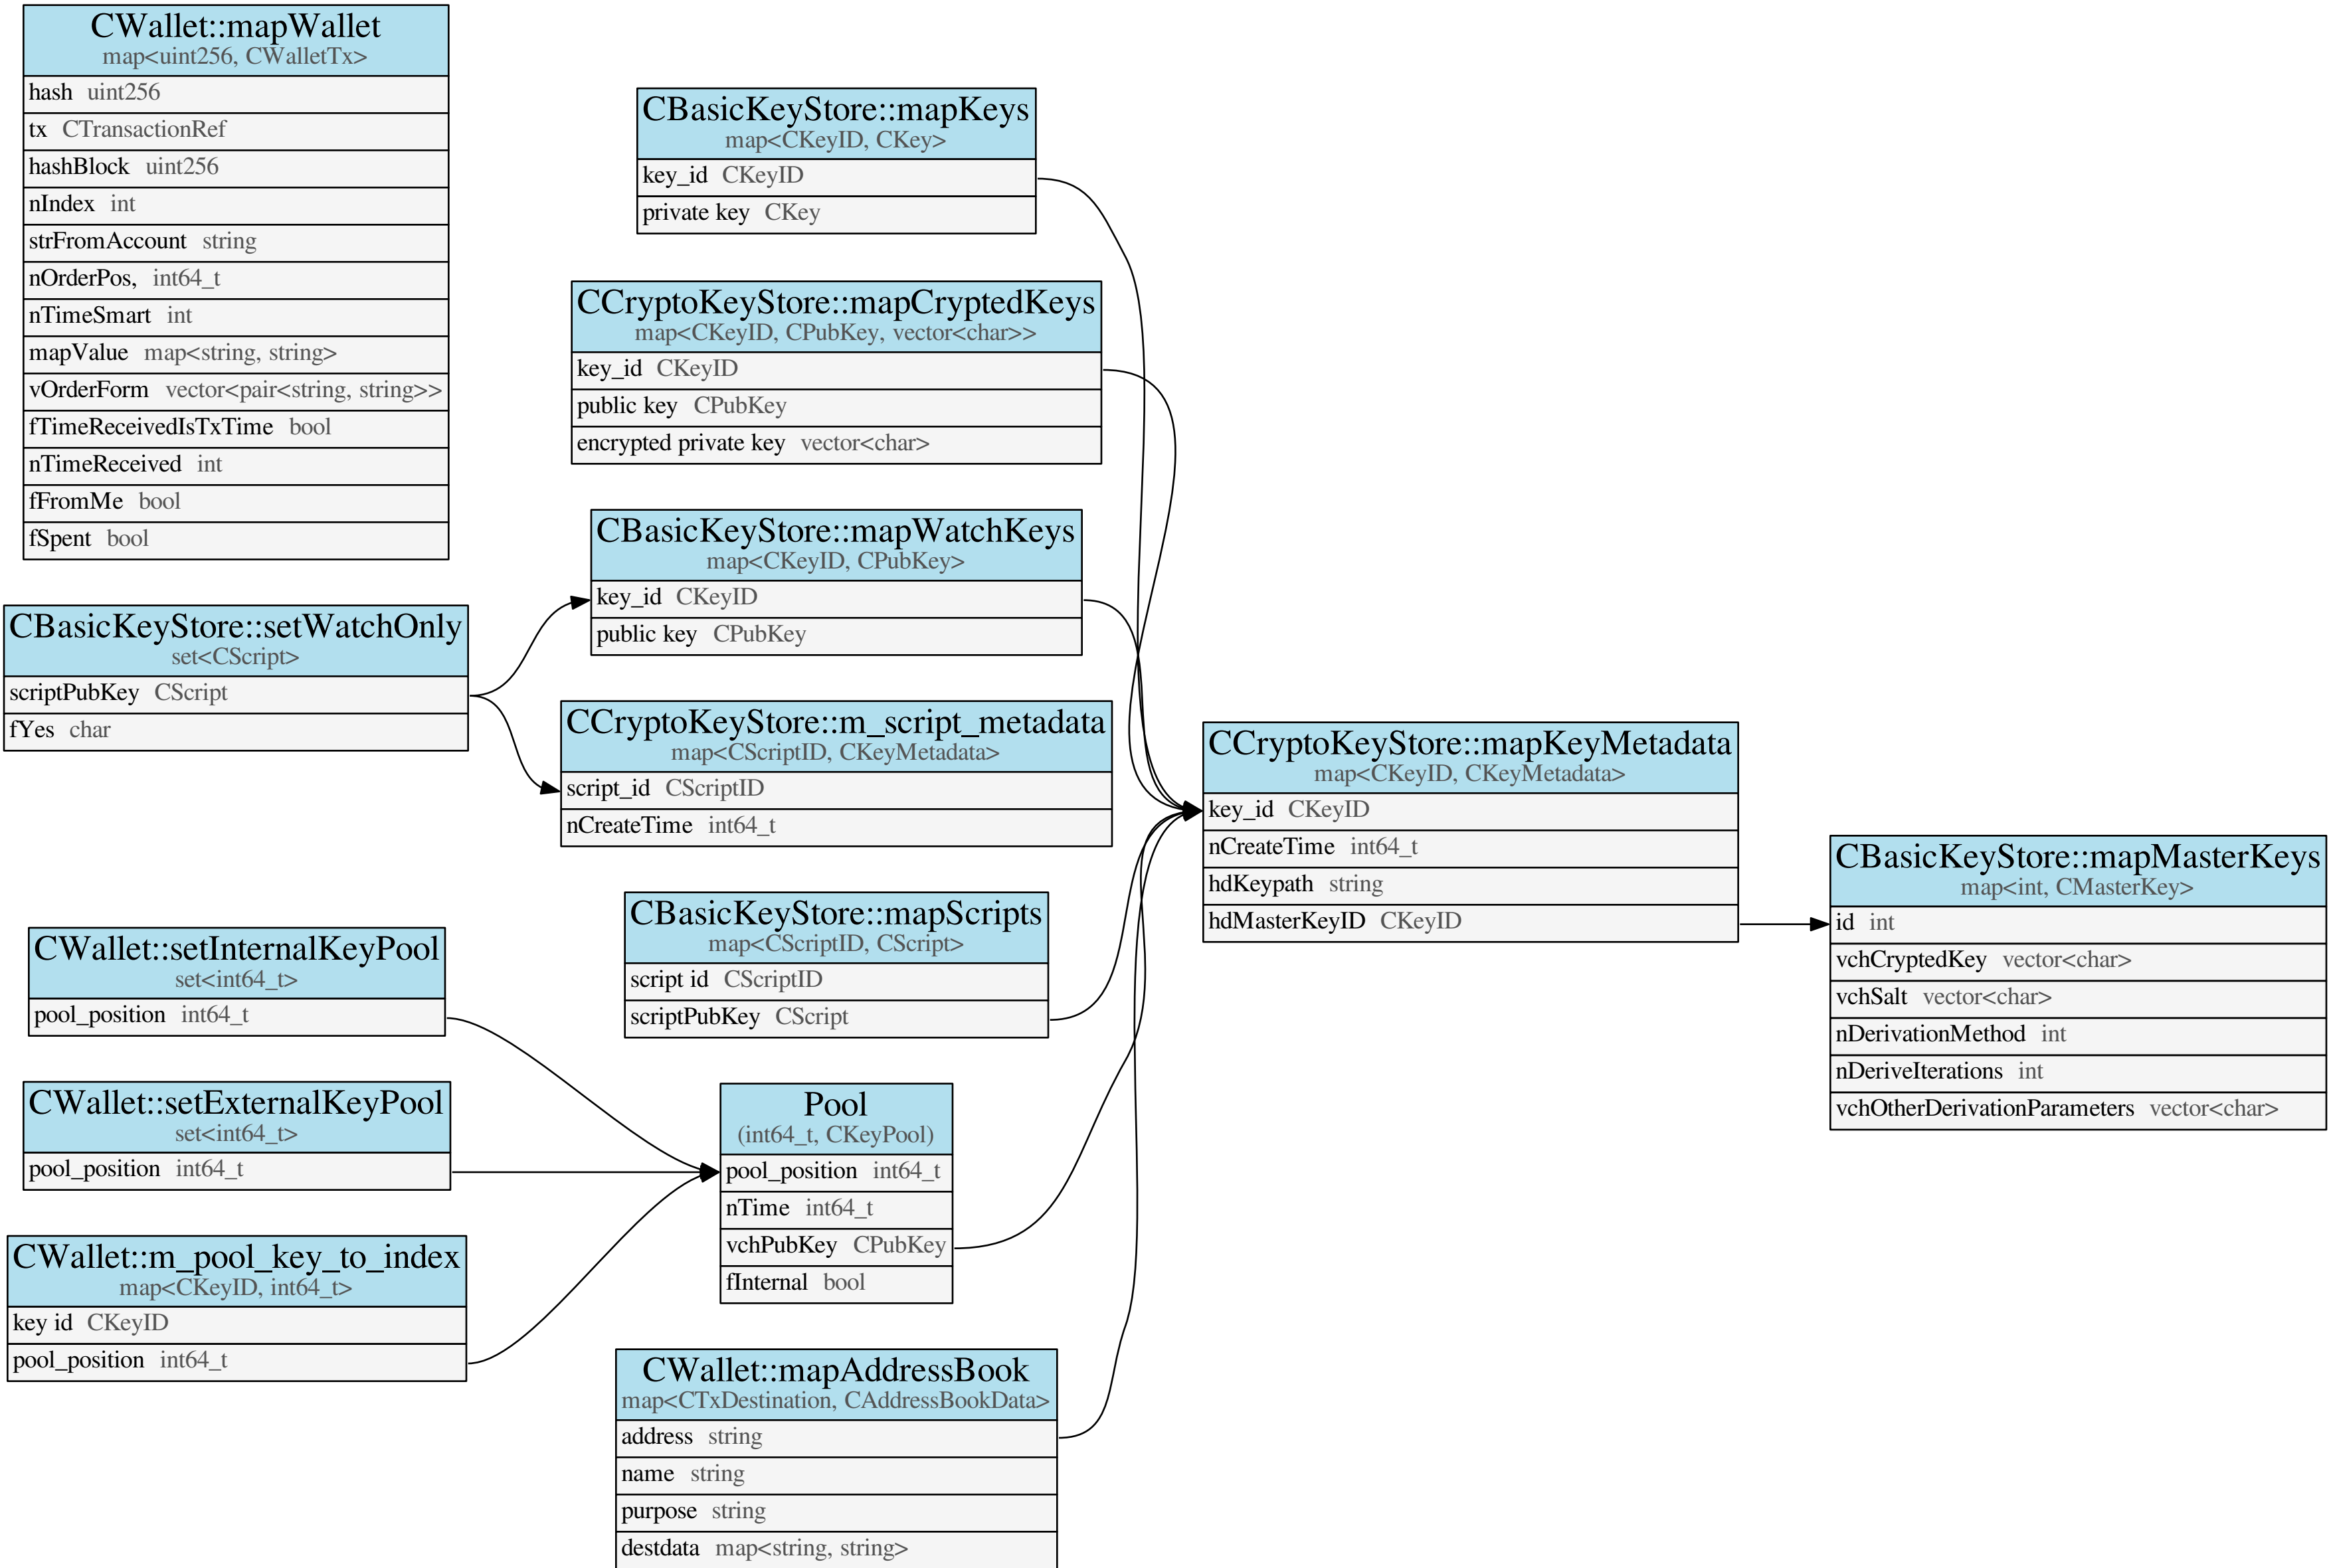 CWallet::mapWallet
map<uint256, CWalletTx>
hash uint256
tx CTransactionRef
hashBlock uint256
nIndex int
strFromAccount string
nOrderPos, int64_t
nTimeSmart int
mapValue map<string, string>
vOrderForm vector<pair<string, string>>
fTimeReceivedIsTxTime bool
nTimeReceived int
fFromMe bool
fSpent bool
CBasicKeyStore::setWatchOnly
set<CScript>
scriptPubKey CScript
fYes char
CWallet::setInternalKeyPool
set<int64_t>
pool_position int64_t
CWallet::setExternalKeyPool
set<int64_t>
pool_position int64_t
CWallet::m_pool_key_to_index
map<CKeyID, int64_t>
key id CKeyID
pool_position int64_t
CBasicKeyStore::mapKeys
map<CKeyID, CKey>
key_id CKeyID
private key CKey
CCryptoKeyStore::mapCryptedKeys
map<CKeyID, CPubKey, vector<char>>
key_id CKeyID
public key CPubKey
encrypted private key vector<char>
CBasicKeyStore::mapWatchKeys
map<CKeyID, CPubKey>
key_id CKeyID
public key CPubKey
CCryptoKeyStore::m_script_metadata
map<CScriptID, CKeyMetadata>
script_id CScriptID
nCreateTime int64_t
CBasicKeyStore::mapScripts
map<CScriptID, CScript>
script id CScriptID
scriptPubKey CScript
Pool
(int64_t, CKeyPool)
pool_position int64_t
nTime int64_t
vchPubKey CPubKey
fInternal bool
CWallet::mapAddressBook
map<CTxDestination, CAddressBookData>
address string
name string
purpose string
destdata map<string, string>
CCryptoKeyStore::mapKeyMetadata
map<CKeyID, CKeyMetadata>
key_id CKeyID
nCreateTime int64_t
hdKeypath string
hdMasterKeyID CKeyID
CBasicKeyStore::mapMasterKeys
map<int, CMasterKey>
id int
vchCryptedKey vector<char>
vchSalt vector<char>
nDerivationMethod int
nDeriveIterations int
vchOtherDerivationParameters vector<char>